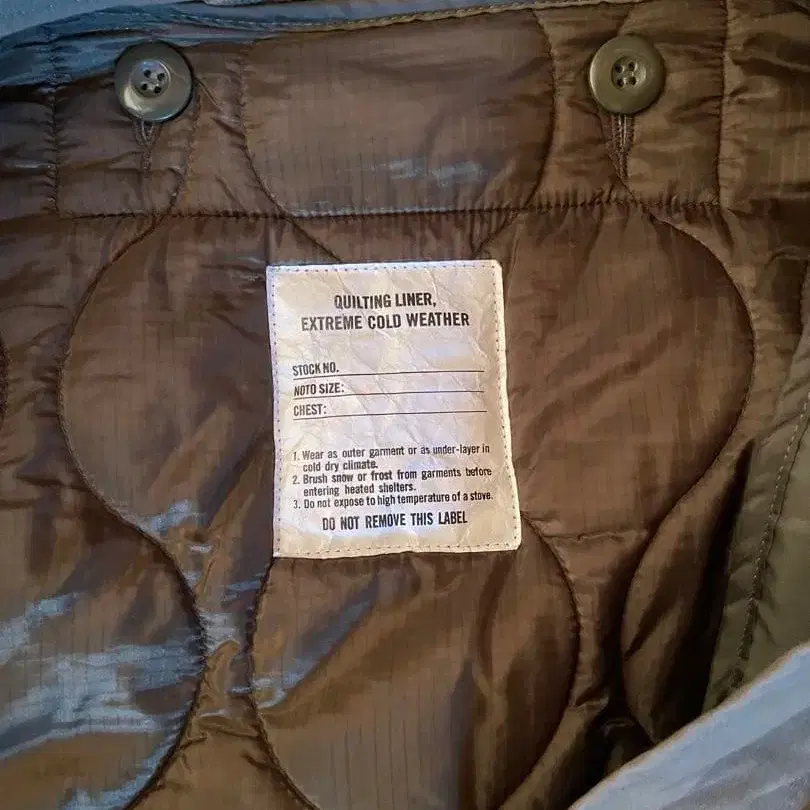 QUILTING LINER,
EXTREME COLD WEATHER
STOCK NO.
NOTO SIZE:
CHEST:
1. Wear as outer garment or as under-layer in
cold dry climate.
2. Brush snow or frost from garments before
entering heated shelters.
3. Do not expose to high temperature of a stove.
DO NOT REMOVE THIS LABEL